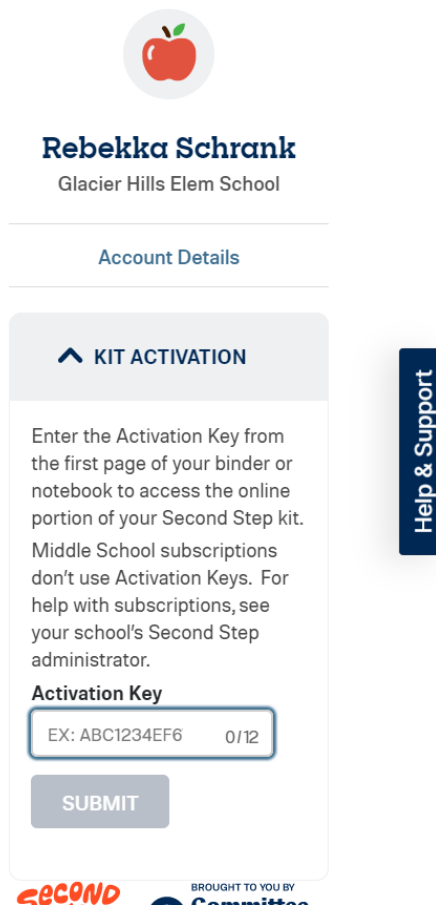 Rebekka Schrank
Glacier Hills Elem School
Account Details
KIT ACTIVATION
Enter the Activation Key from
the first page of your binder or
notebook to access the online
portion of your Second Step kit.
Middle School subscriptions
don't use Activation Keys. For
help with subscriptions, see
your school's Second Step
administrator.
Activation Key
EX: ABC1234EF6 0/12
SUBMIT
Help & Support
SECOND
BROUGHT TO YOU BY
Committee